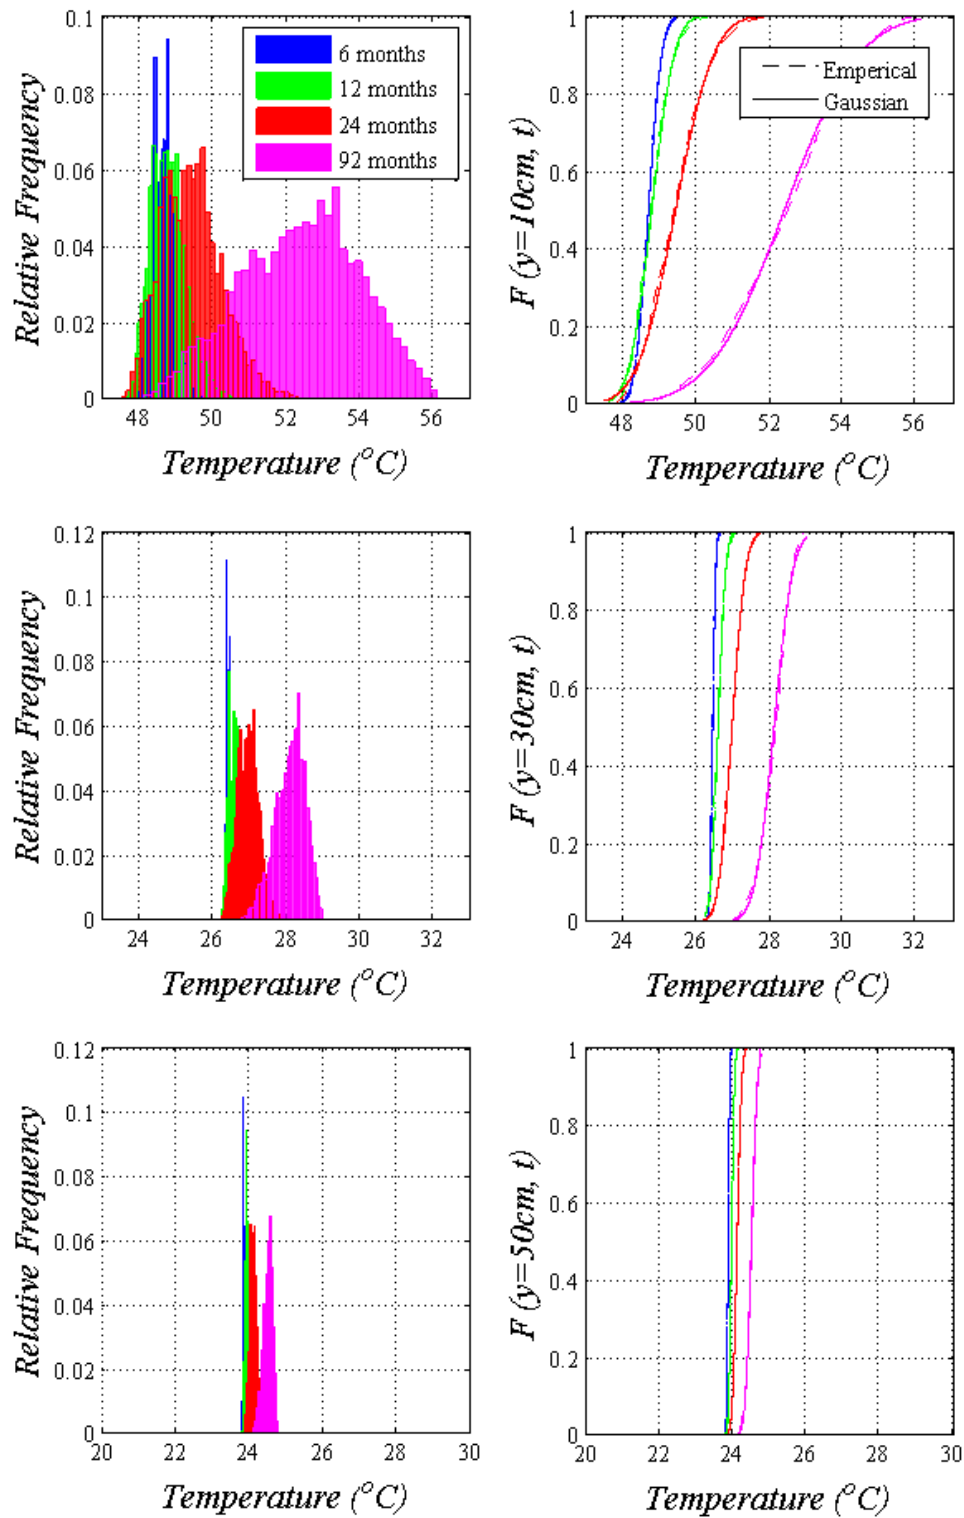 0.1
0.08
0.06
0.04
0.02
0
48 50 52 54 56
Relative Frequency
Temperature (°C)
6 months
12 months
24 months
92 months
1
0.8
0.6
0.4
0.2
0
48 50 52 54 56
F (y=10cm, t)
Temperature (°C)
Emperical
Gaussian
0.12
0.1
0.08
0.06
0.04
0.02
0
24 26 28 30 32
Relative Frequency
Temperature (°C)
1
0.8
0.6
0.4
0.2
0
24 26 28 30 32
F (y=30cm, t)
Temperature (°C)
0.12
0.1
0.08
0.06
0.04
0.02
0
20 22 24 26 28 30
Relative Frequency
Temperature (°C)
1
0.8
0.6
0.4
0.2
0
20 22 24 26 28 30
F (y=50cm, t)
Temperature (°C)